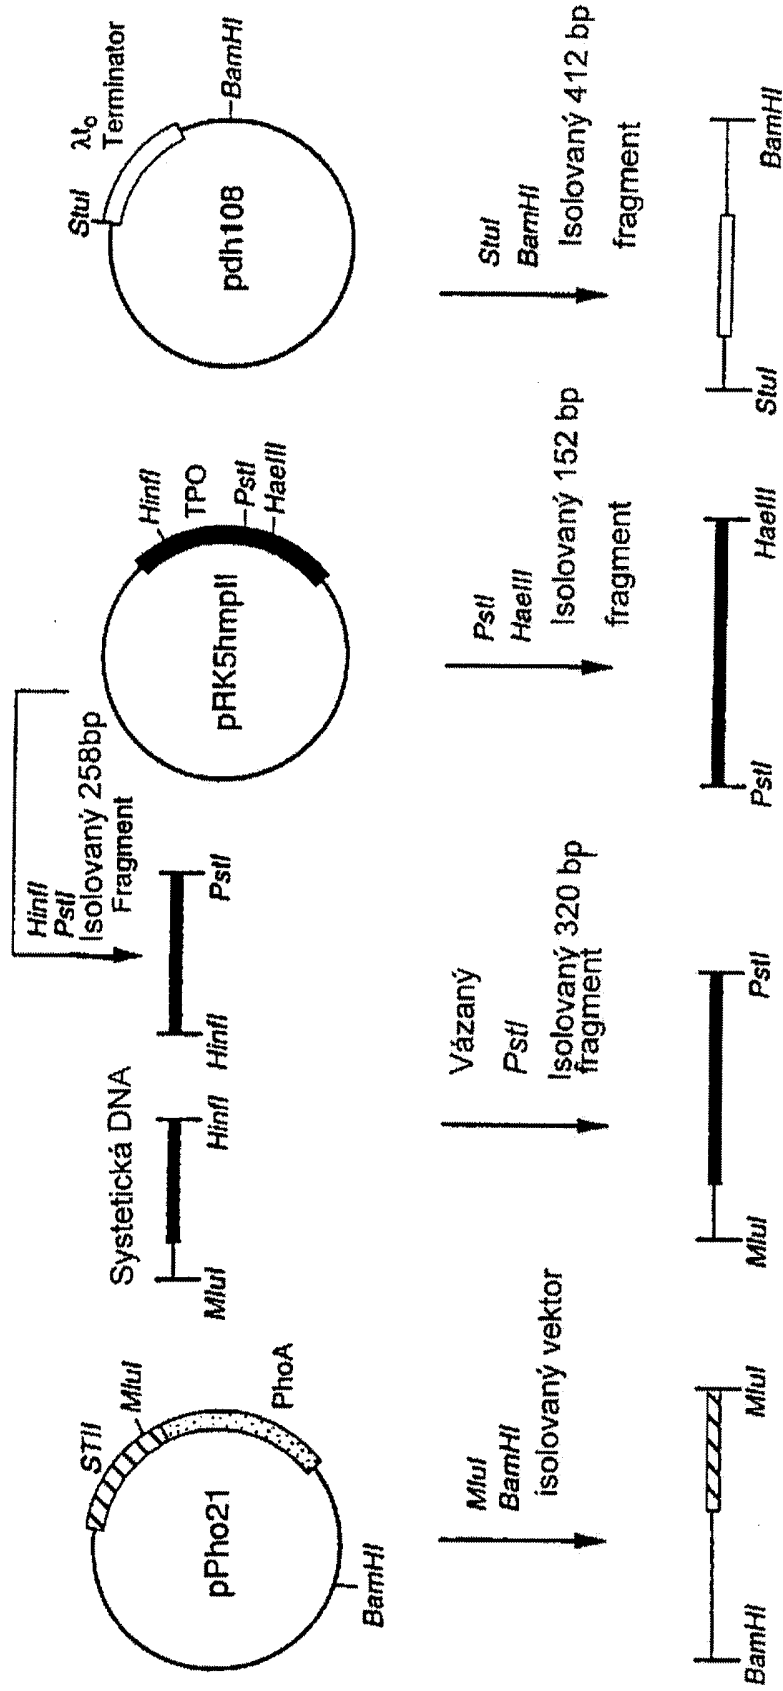 STII
MluI
PhoA
pPho21
BamHI
MluI
BamHI
isolovaný vektor
BamHI
MluI
Systetická DNA
MluI
HinfI
HinfI
PstI
Isolovaný 258bp
Fragment
HinfI
PstI
Vázaný
PstI
Isolovaný 320 bp
fragment
MluI
PstI
HinfI
TPO
PstI
HaeIII
pRK5hmpII
PstI
HaeIII
Isolovaný 152 bp
fragment
PstI
HaeIII
λt₀
Terminator
StuI
BamHI
pdh108
StuI
BamHI
Isolovaný 412 bp
fragment
StuI
BamHI